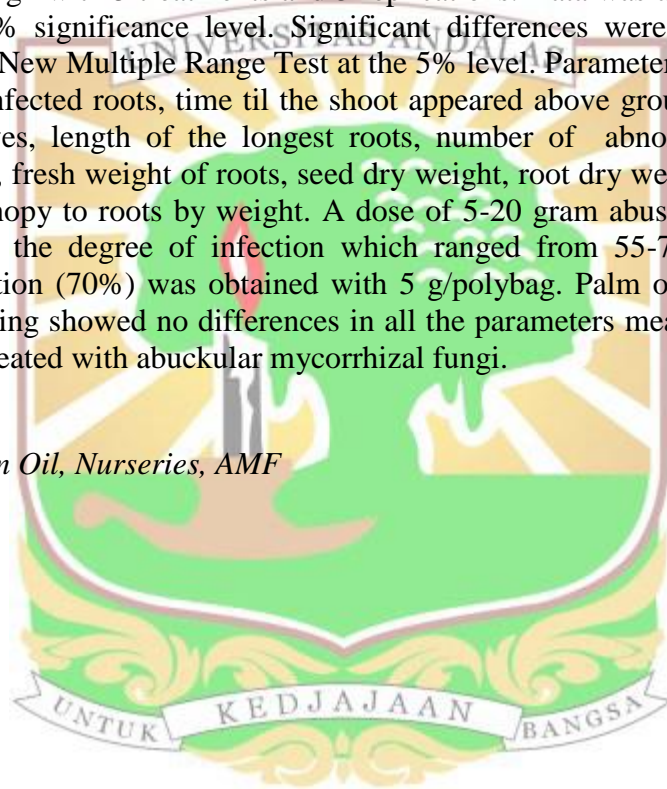 % significance level. Significant differences were
UNIVERSITAS ANDALAS
New Multiple Range Test at the 5% level. Parameter
nfected roots, time til the shoot appeared above grou
es, length of the longest roots, number of abno
, fresh weight of roots, seed dry weight, root dry we
nopy to roots by weight. A dose of 5-20 gram abus
the degree of infection which ranged from 55-7
tion (70%) was obtained with 5 g/polybag. Palm o
ing showed no differences in all the parameters mea
eated with abuckular mycorrhizal fungi.
n Oil, Nurseries, AMF
UNTUK KEDJAJAAN BANGSA